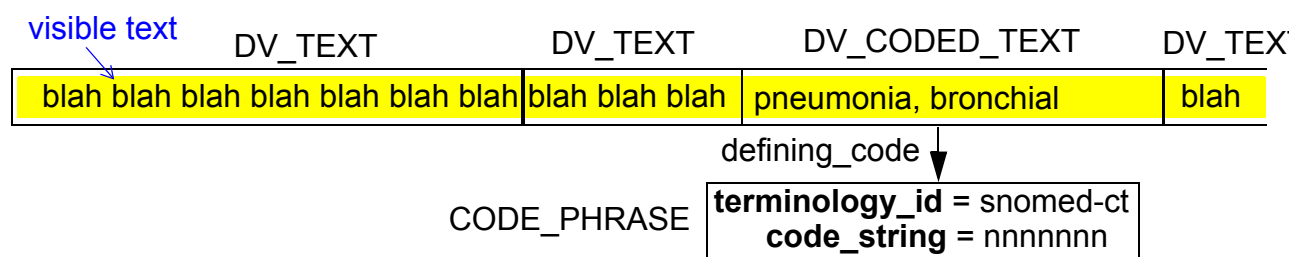 visible text
DV_TEXT DV_TEXT DV_CODED_TEXT DV_TEXT
blah blah blah blah blah blah blah blah blah blah pneumonia, bronchial blah
defining_code
CODE_PHRASE terminology_id = snomed-ct
code_string = nnnnnnn